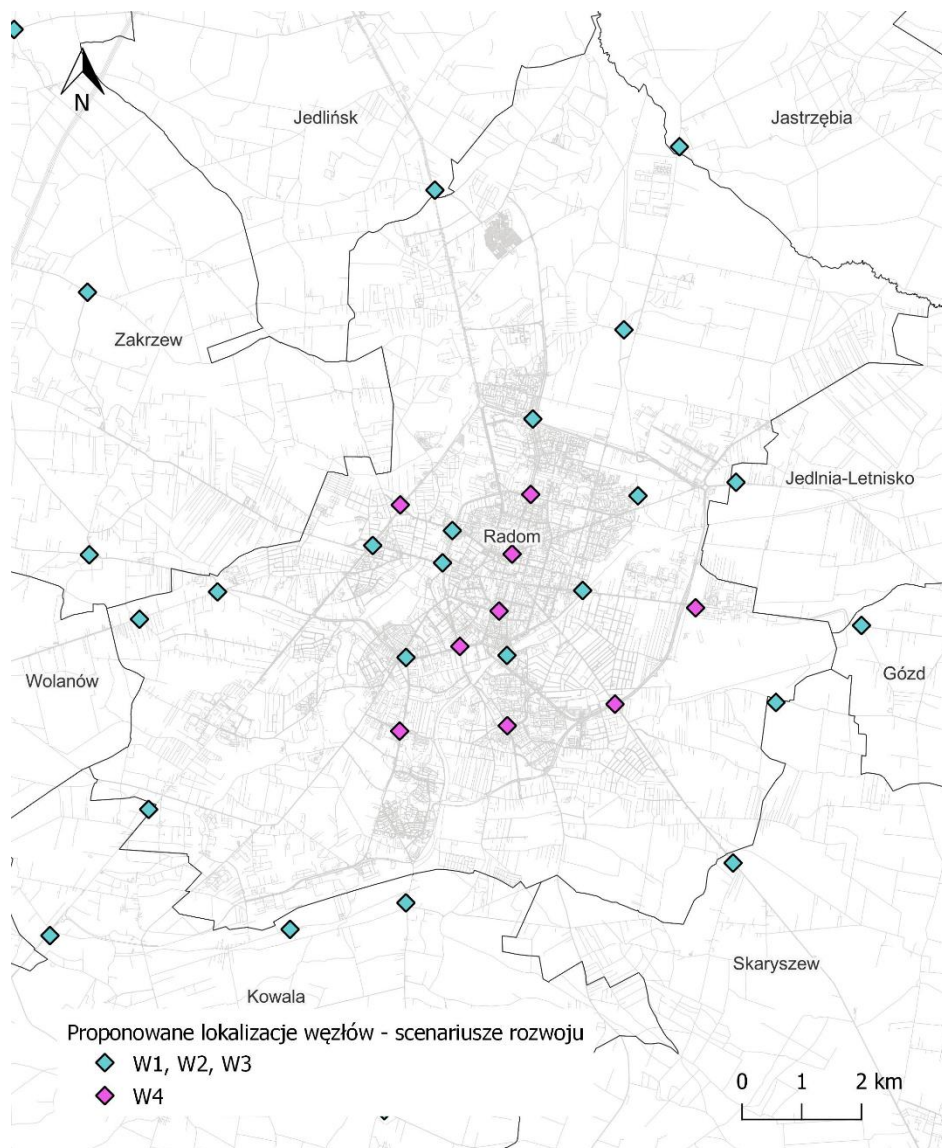 N
Jedlińsk
Jastrzębia
Zakrzew
Jedlnia-Letnisko
Radom
Wolanów
Gózd
Skaryszew
Kowala
Proponowane lokalizacje węzłów - scenariusze rozwoju
W1, W2, W3
W4
0 1 2 km